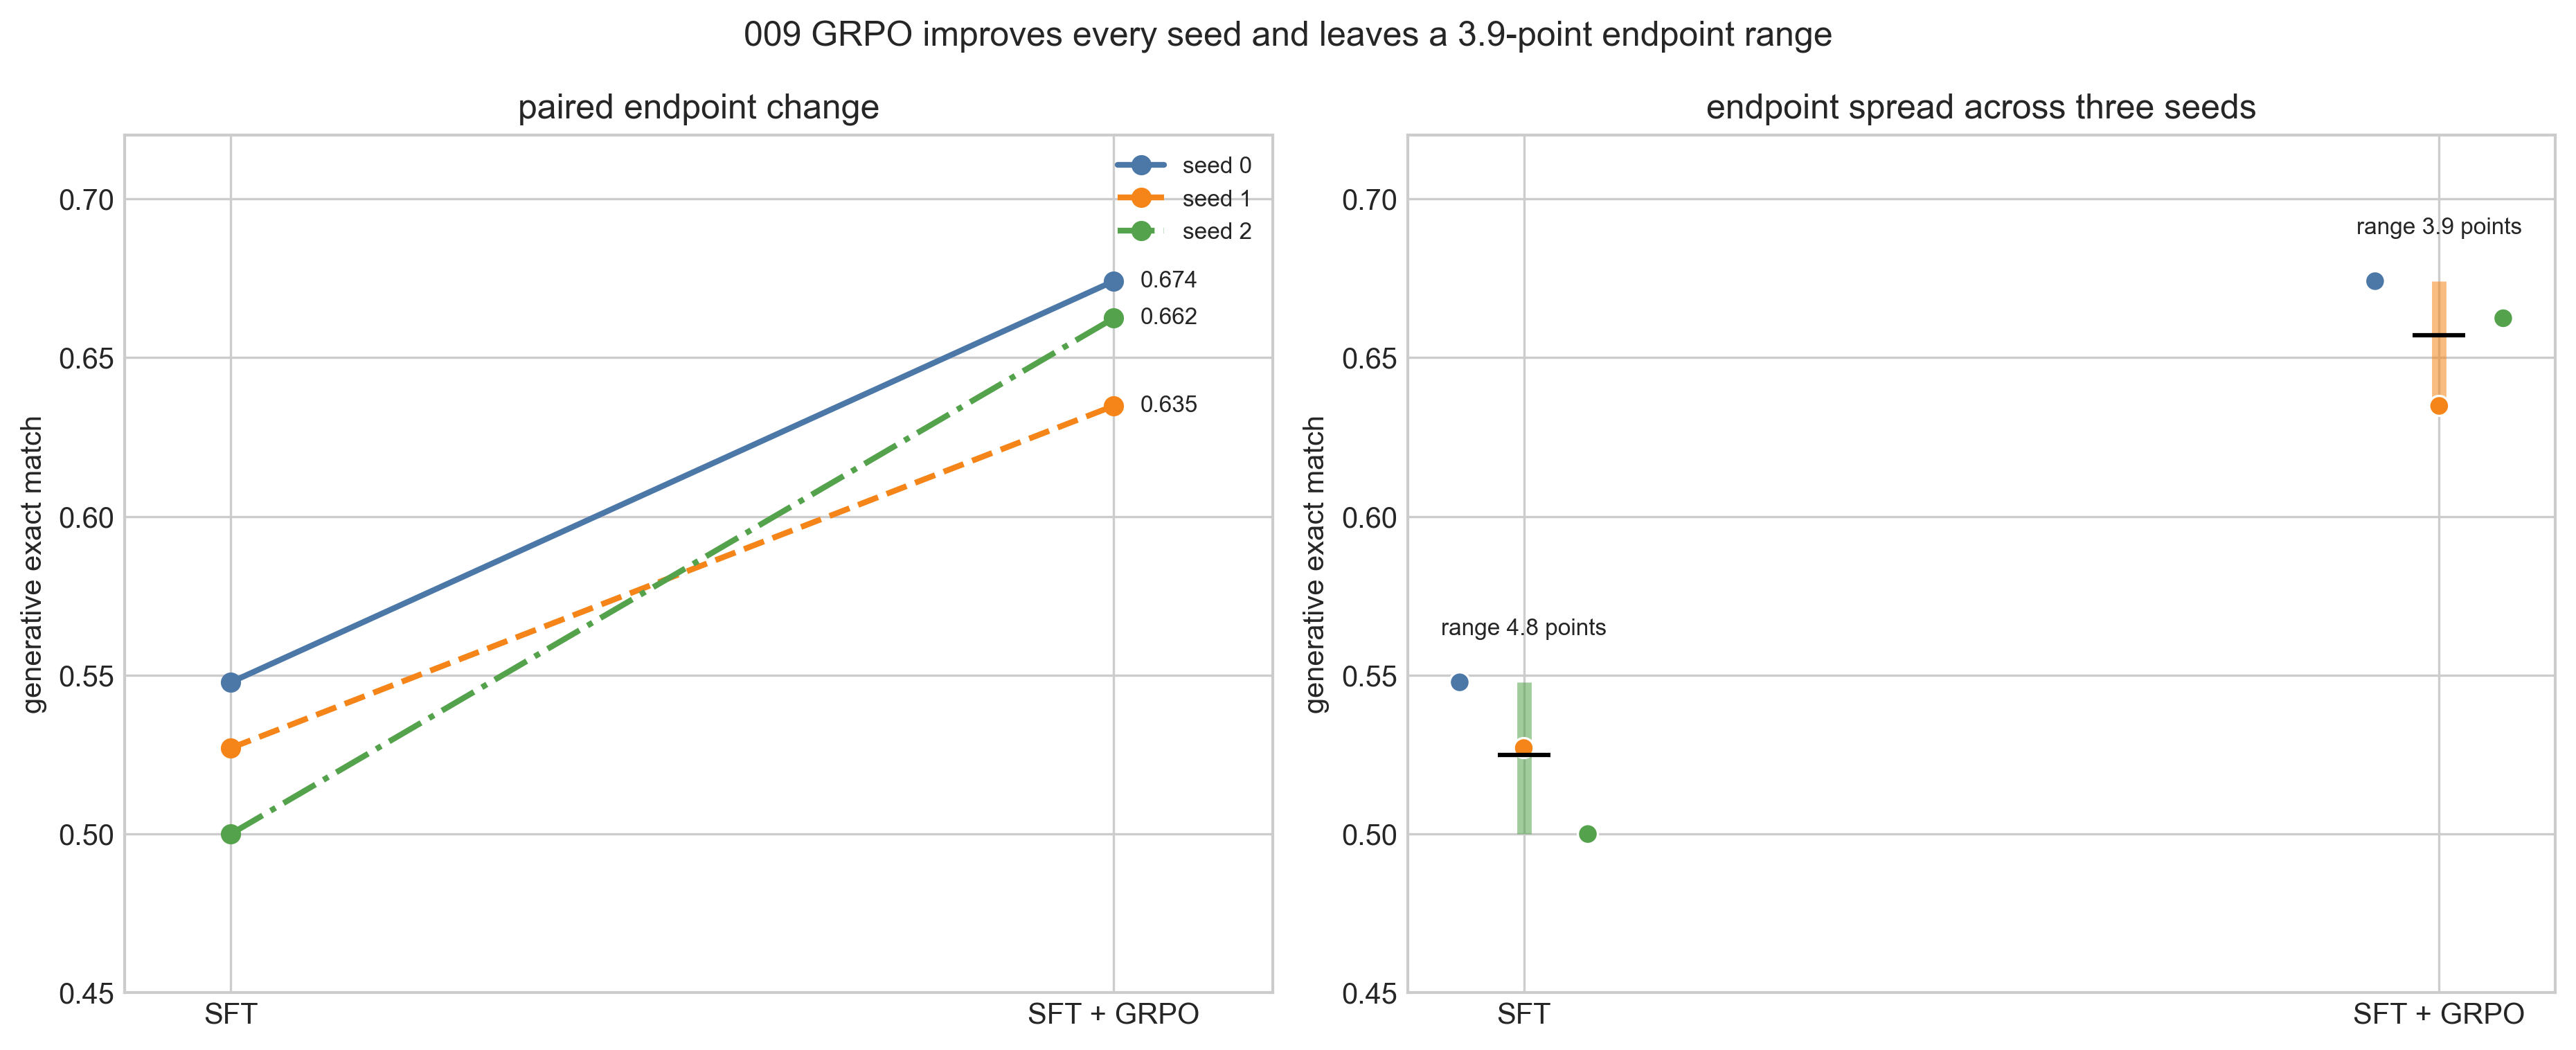 009 GRPO improves every seed and leaves a 3.9-point endpoint range
paired endpoint change
generative exact match
0.70
0.65
0.60
0.55
0.50
0.45
SFT
SFT + GRPO
seed 0
seed 1
seed 2
0.674
0.662
0.635
endpoint spread across three seeds
generative exact match
0.70
0.65
0.60
0.55
0.50
0.45
SFT
SFT + GRPO
range 3.9 points
range 4.8 points